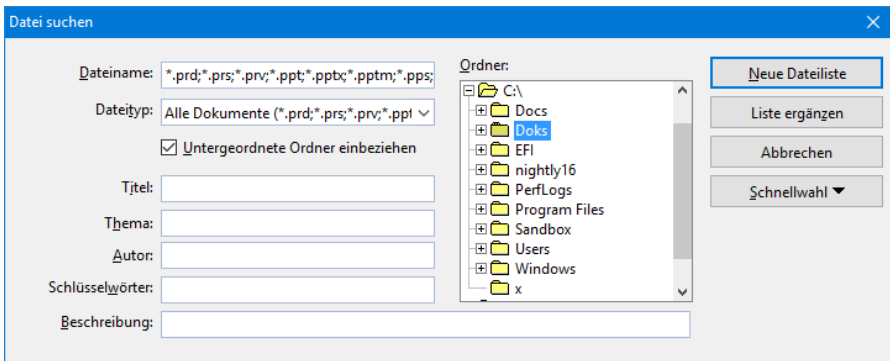 Datei suchen
Dateiname: *.prd;*.prs;*.prv;*.ppt;*.pptx;*.pptm;*.pps;
Dateityp: Alle Dokumente (*.prd;*.prs;*.prv;*.ppt
Untergeordnete Ordner einbeziehen
Titel:
Thema:
Autor:
Schlüsselwörter:
Beschreibung:
Ordner:
C:\
Docs
Doks
EFI
nightly16
PerfLogs
Program Files
Sandbox
Users
Windows
x
Neue Dateiliste
Liste ergänzen
Abbrechen
Schnellwahl